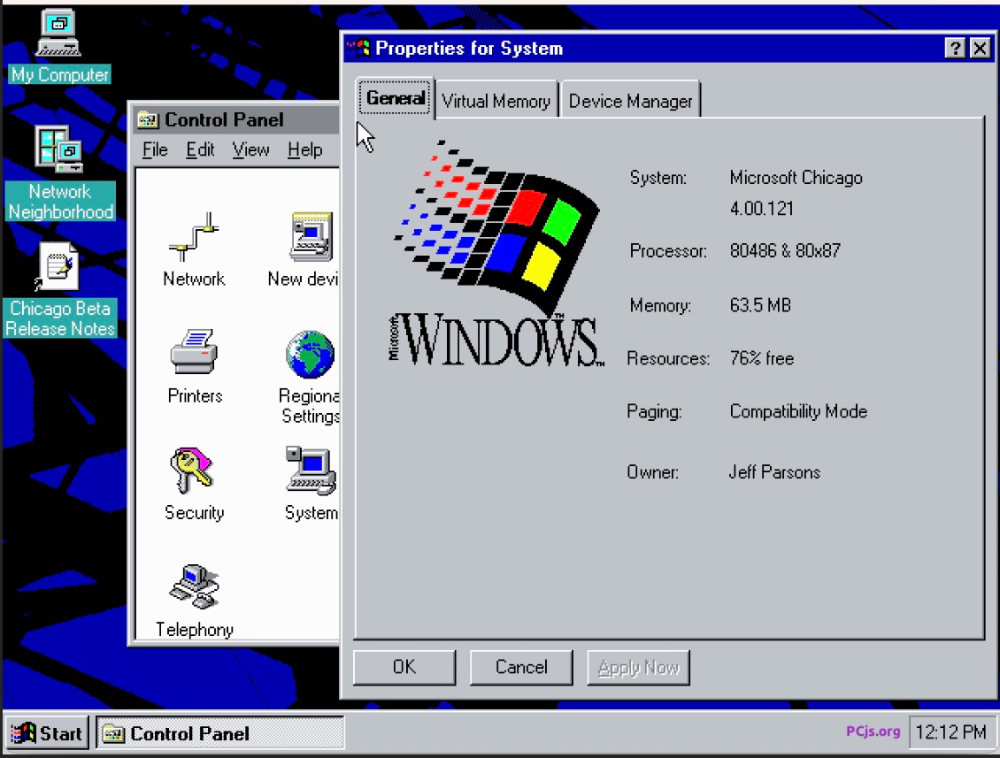 My Computer
Network
Neighborhood
Chicago Beta
Release Notes
Control Panel
File Edit View Help
Network
New devi
Printers
Regiona
Settings
Security
System
Telephony
Properties for System
? X
General Virtual Memory Device Manager
Microsoft
WINDOWS™
System: Microsoft Chicago
4.00.121
Processor: 80486 & 80x87
Memory: 63.5 MB
Resources: 76% free
Paging: Compatibility Mode
Owner: Jeff Parsons
OK Cancel Apply Now
Start Control Panel PCjs.org 12:12 PM